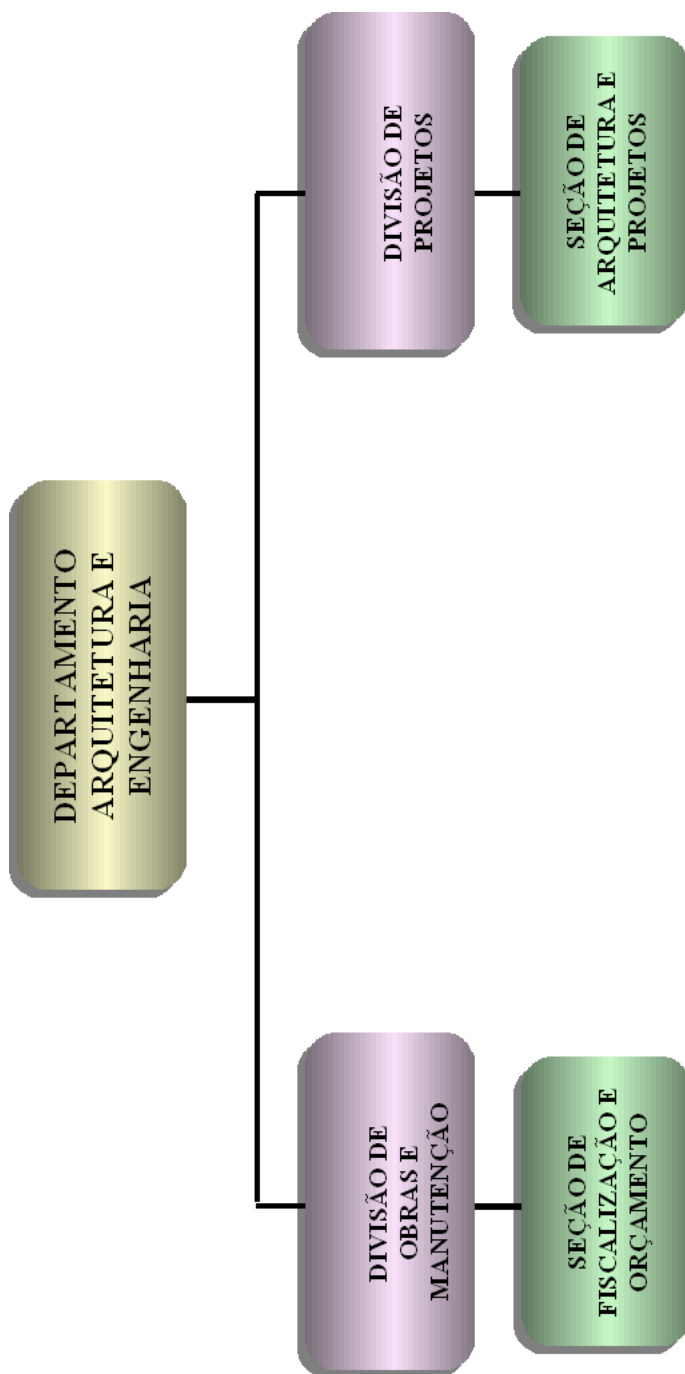 DEPARTAMENTO
ARQUITETURA E
ENGENHARIA
DIVISÃO DE
OBRAS E
MANUTENÇÃO
DIVISÃO DE
PROJETOS
SEÇÃO DE
FISCALIZAÇÃO E
ORÇAMENTO
SEÇÃO DE
ARQUITETURA E
PROJETOS